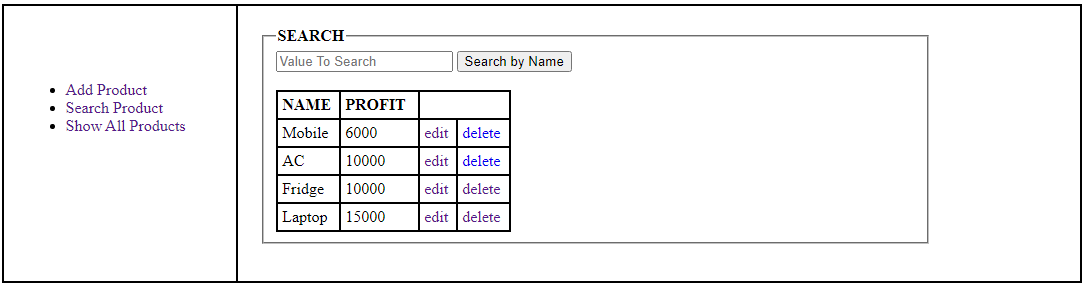 Add Product
Search Product
Show All Products
SEARCH
Value To Search Search by Name
NAME PROFIT
Mobile 6000 edit delete
AC 10000 edit delete
Fridge 10000 edit delete
Laptop 15000 edit delete